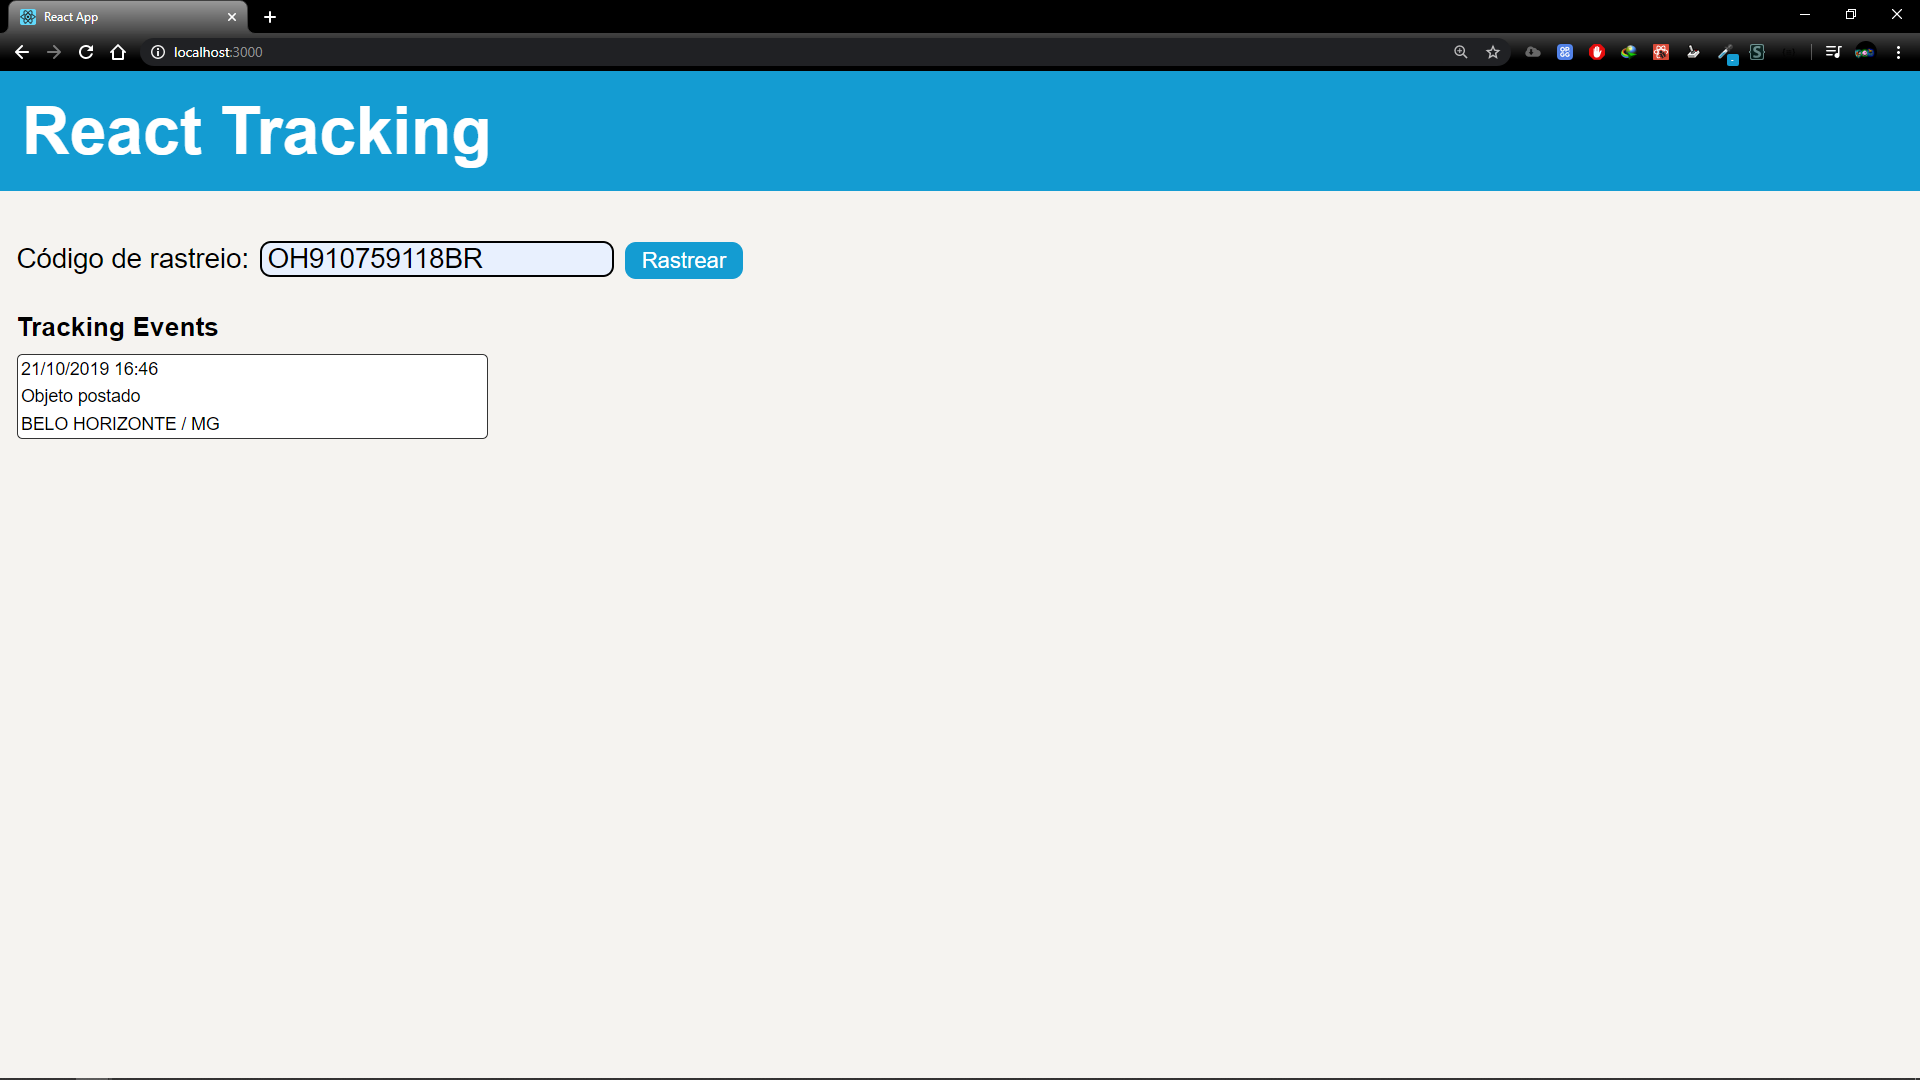 React App
localhost:3000
React Tracking
Código de rastreio: OH910759118BR Rastrear
Tracking Events
21/10/2019 16:46
Objeto postado
BELO HORIZONTE / MG